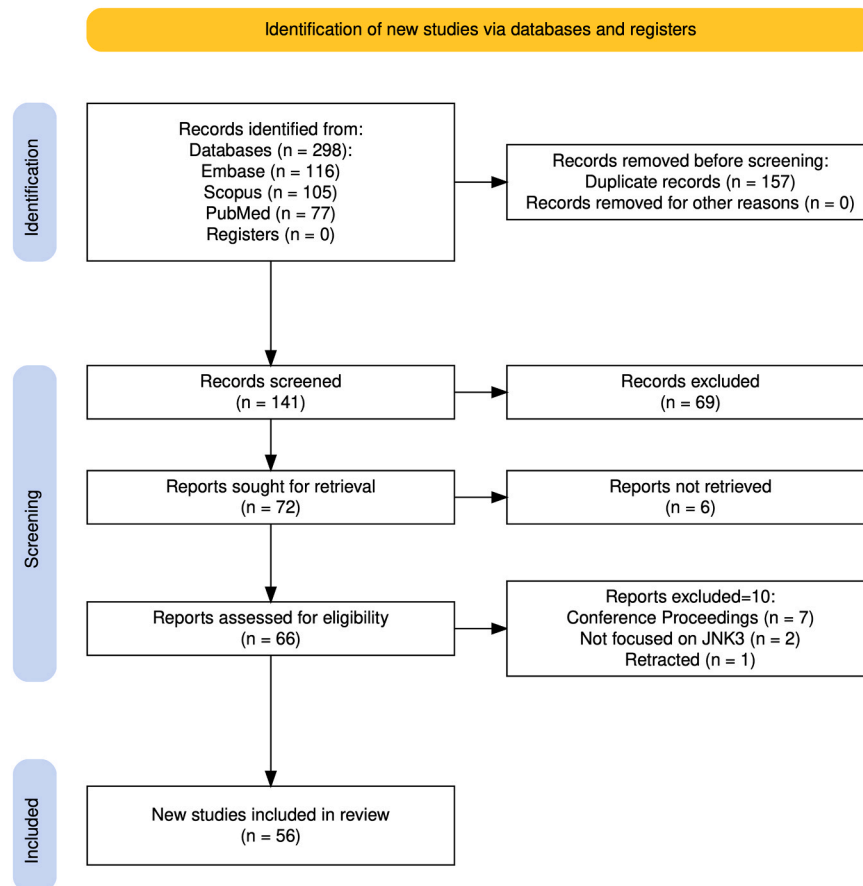 Identification of new studies via databases and registers
Identification
Records identified from:
Databases (n = 298):
Embase (n = 116)
Scopus (n = 105)
PubMed (n = 77)
Registers (n = 0)
Records removed before screening:
Duplicate records (n = 157)
Records removed for other reasons (n = 0)
Screening
Records screened
(n = 141)
Records excluded
(n = 69)
Reports sought for retrieval
(n = 72)
Reports not retrieved
(n = 6)
Reports assessed for eligibility
(n = 66)
Reports excluded=10:
Conference Proceedings (n = 7)
Not focused on JNK3 (n = 2)
Retracted (n = 1)
Included
New studies included in review
(n = 56)